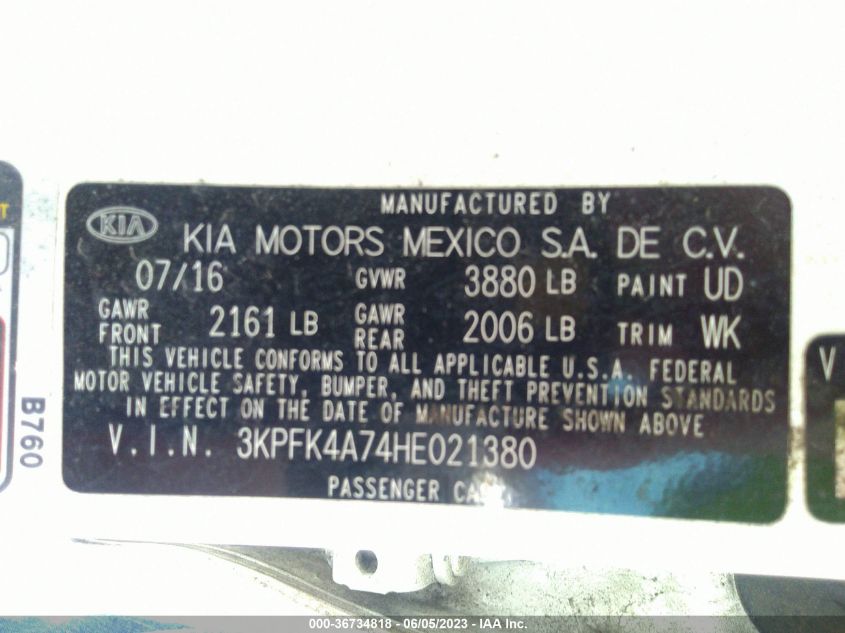 MANUFACTURED BY
KIA
KIA MOTORS MEXICO S.A. DE C.V.
07/16 GVWR 3880 LB PAINT UD
GAWR FRONT 2161 LB GAWR REAR 2006 LB TRIM WK
THIS VEHICLE CONFORMS TO ALL APPLICABLE U.S.A. FEDERAL
MOTOR VEHICLE SAFETY, BUMPER, AND THEFT PREVENTION STANDARDS
IN EFFECT ON THE DATE OF MANUFACTURE SHOWN ABOVE
V.I.N. 3KPFK4A74HE021380
PASSENGER CAR
B760
V
000-36734818 - 06/05/2023 - IAA Inc.